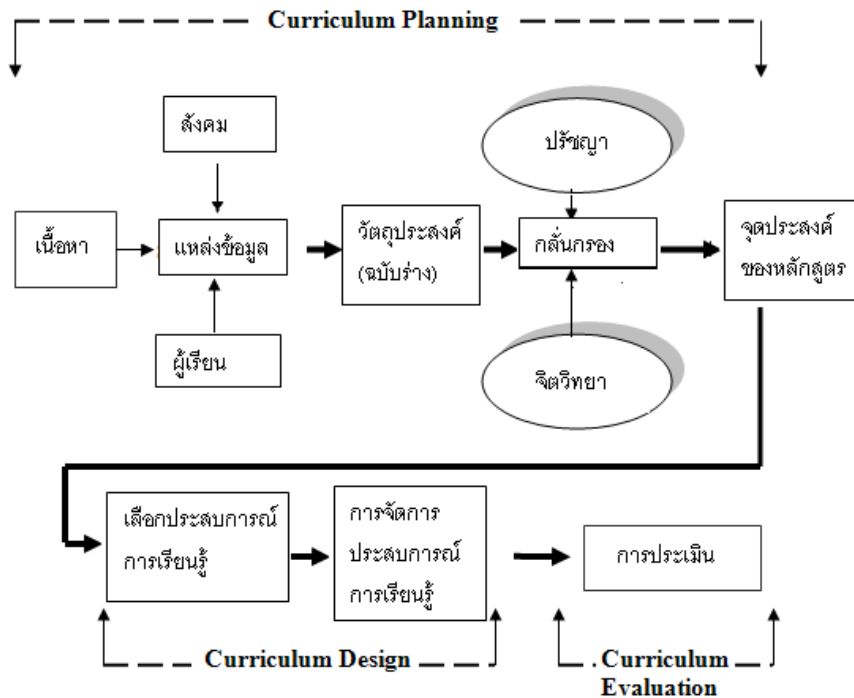 Curriculum Planning
สังคม
ปรัชญา
เนื้อหา
แหล่งข้อมูล
วัตถุประสงค์
(ฉบับร่าง)
กลั่นกรอง
จุดประสงค์
ของหลักสูตร
ผู้เรียน
จิตวิทยา
เลือกประสบการณ์
การเรียนรู้
การจัดการ
ประสบการณ์
การเรียนรู้
การประเมิน
Curriculum Design
Curriculum
Evaluation